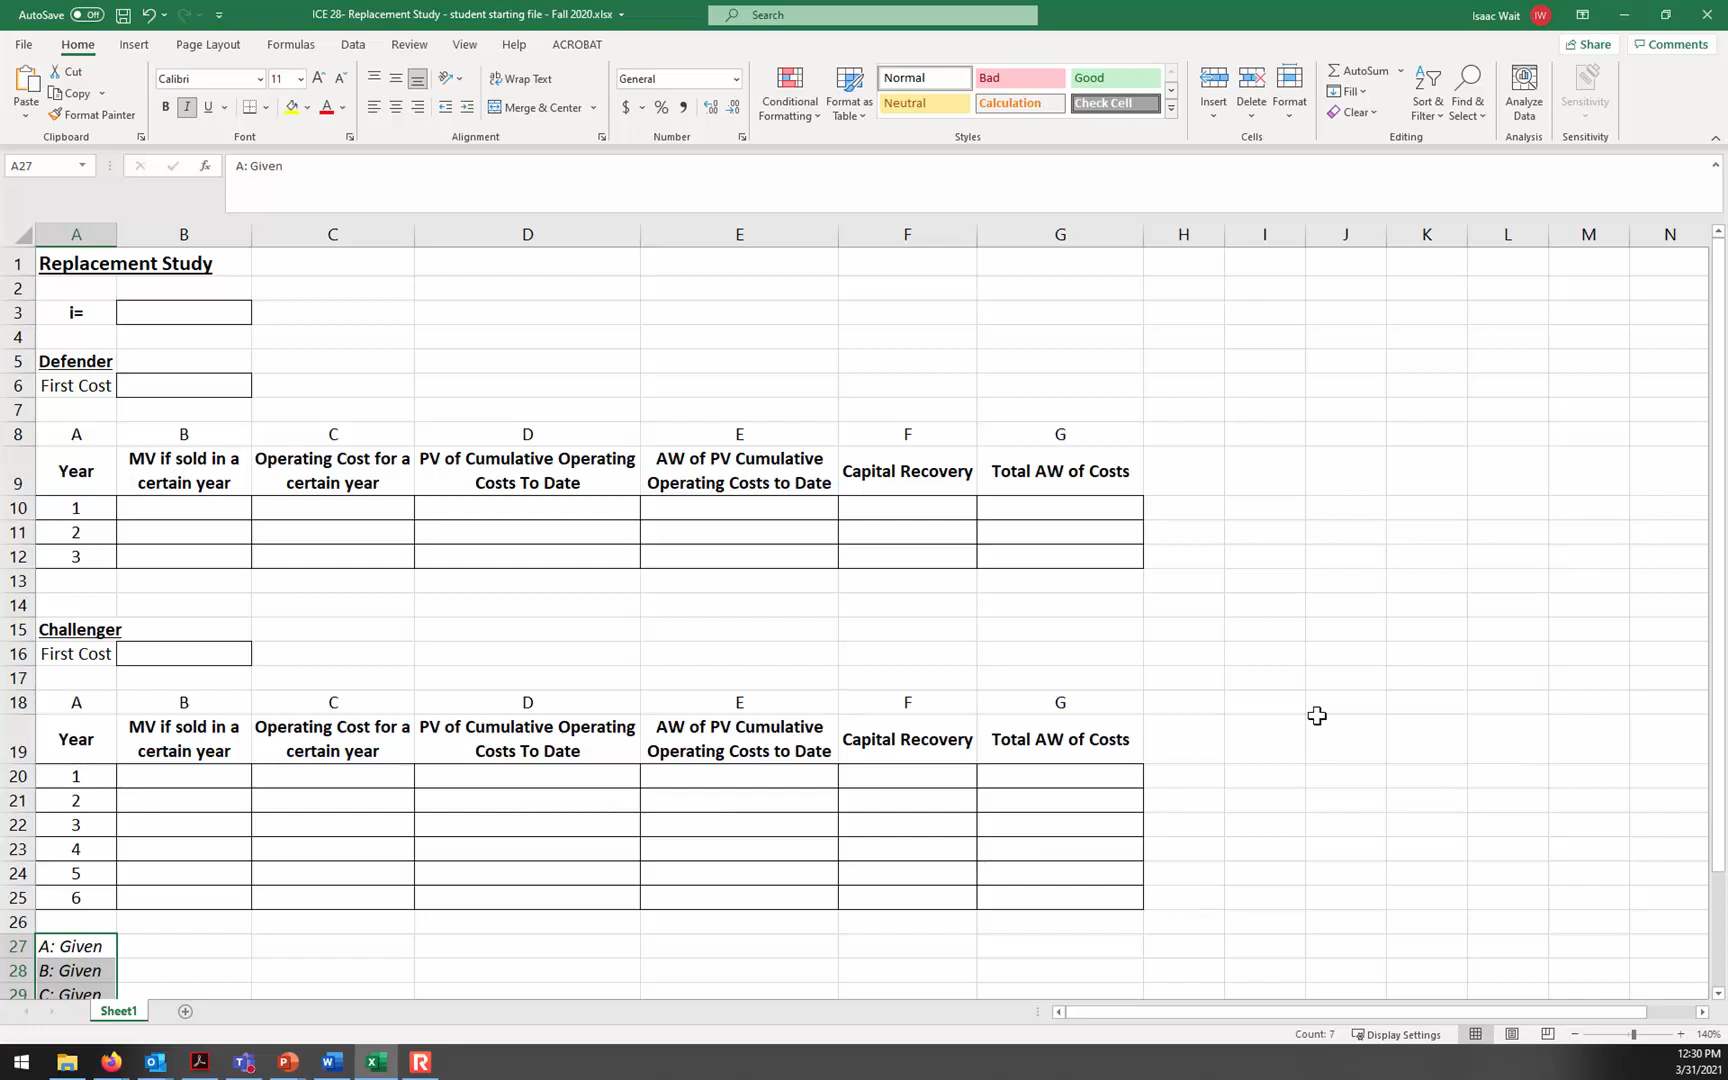 AutoSave Off
ICE 28- Replacement Study - student starting file - Fall 2020.xlsx
Search
Isaac Wait IW
File Home Insert Page Layout Formulas Data Review View Help ACROBAT
Share Comments
Paste
Cut
Copy
Format Painter
Calibri 11
B I U
ab Wrap Text
Merge & Center
General
$ %
Conditional Formatting
Format as Table
Normal Bad Good
Neutral Calculation Check Cell
Insert Delete Format
AutoSum
Fill
Clear
Sort & Filter
Find & Select
Analyze Data
Sensitivity
Clipboard Font Alignment Number Styles Cells Editing Analysis Sensitivity
A27 fx A: Given
A B C D E F G H I J K L M N
1 Replacement Study
2
3 i=
4
5 Defender
6 First Cost
7
8 A B C D E F G
9 Year MV if sold in a certain year Operating Cost for a certain year PV of Cumulative Operating Costs To Date AW of PV Cumulative Operating Costs to Date Capital Recovery Total AW of Costs
10 1
11 2
12 3
13
14
15 Challenger
16 First Cost
17
18 A B C D E F G
19 Year MV if sold in a certain year Operating Cost for a certain year PV of Cumulative Operating Costs To Date AW of PV Cumulative Operating Costs to Date Capital Recovery Total AW of Costs
20 1
21 2
22 3
23 4
24 5
25 6
26
27 A: Given
28 B: Given
29 C: Given
Sheet1
Count: 7 Display Settings 140%
12:30 PM
3/31/2021